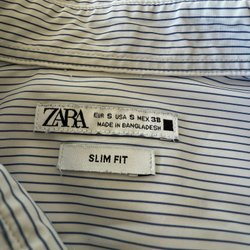 ZARA
EUR S USA S MEX 38
MADE IN BANGLADESH
SLIM FIT